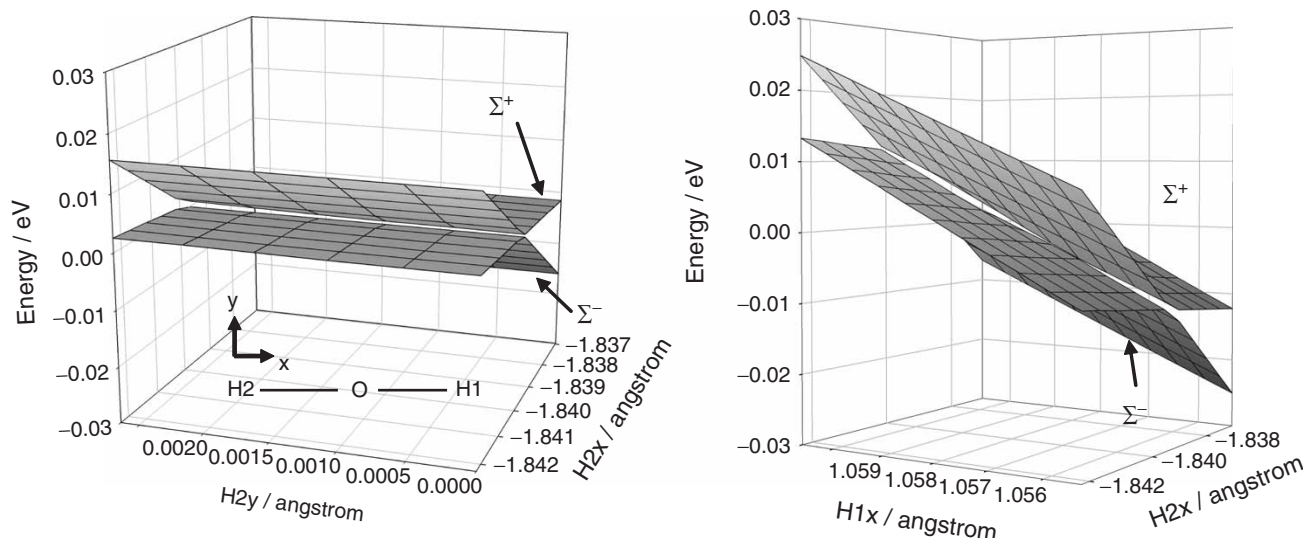 0.03
0.02
0.01
0.00
−0.01
−0.02
−0.03
Energy / eV
Σ+
Σ−
y
x
H2 O H1
0.0020
0.0015
0.0010
0.0005
0.0000
H2y / angstrom
−1.837
−1.838
−1.839
−1.840
−1.841
−1.842
H2x / angstrom
0.03
0.02
0.01
0.00
−0.01
−0.02
−0.03
Energy / eV
Σ+
Σ−
1.059
1.058
1.057
1.056
H1x / angstrom
−1.838
−1.840
−1.842
H2x / angstrom